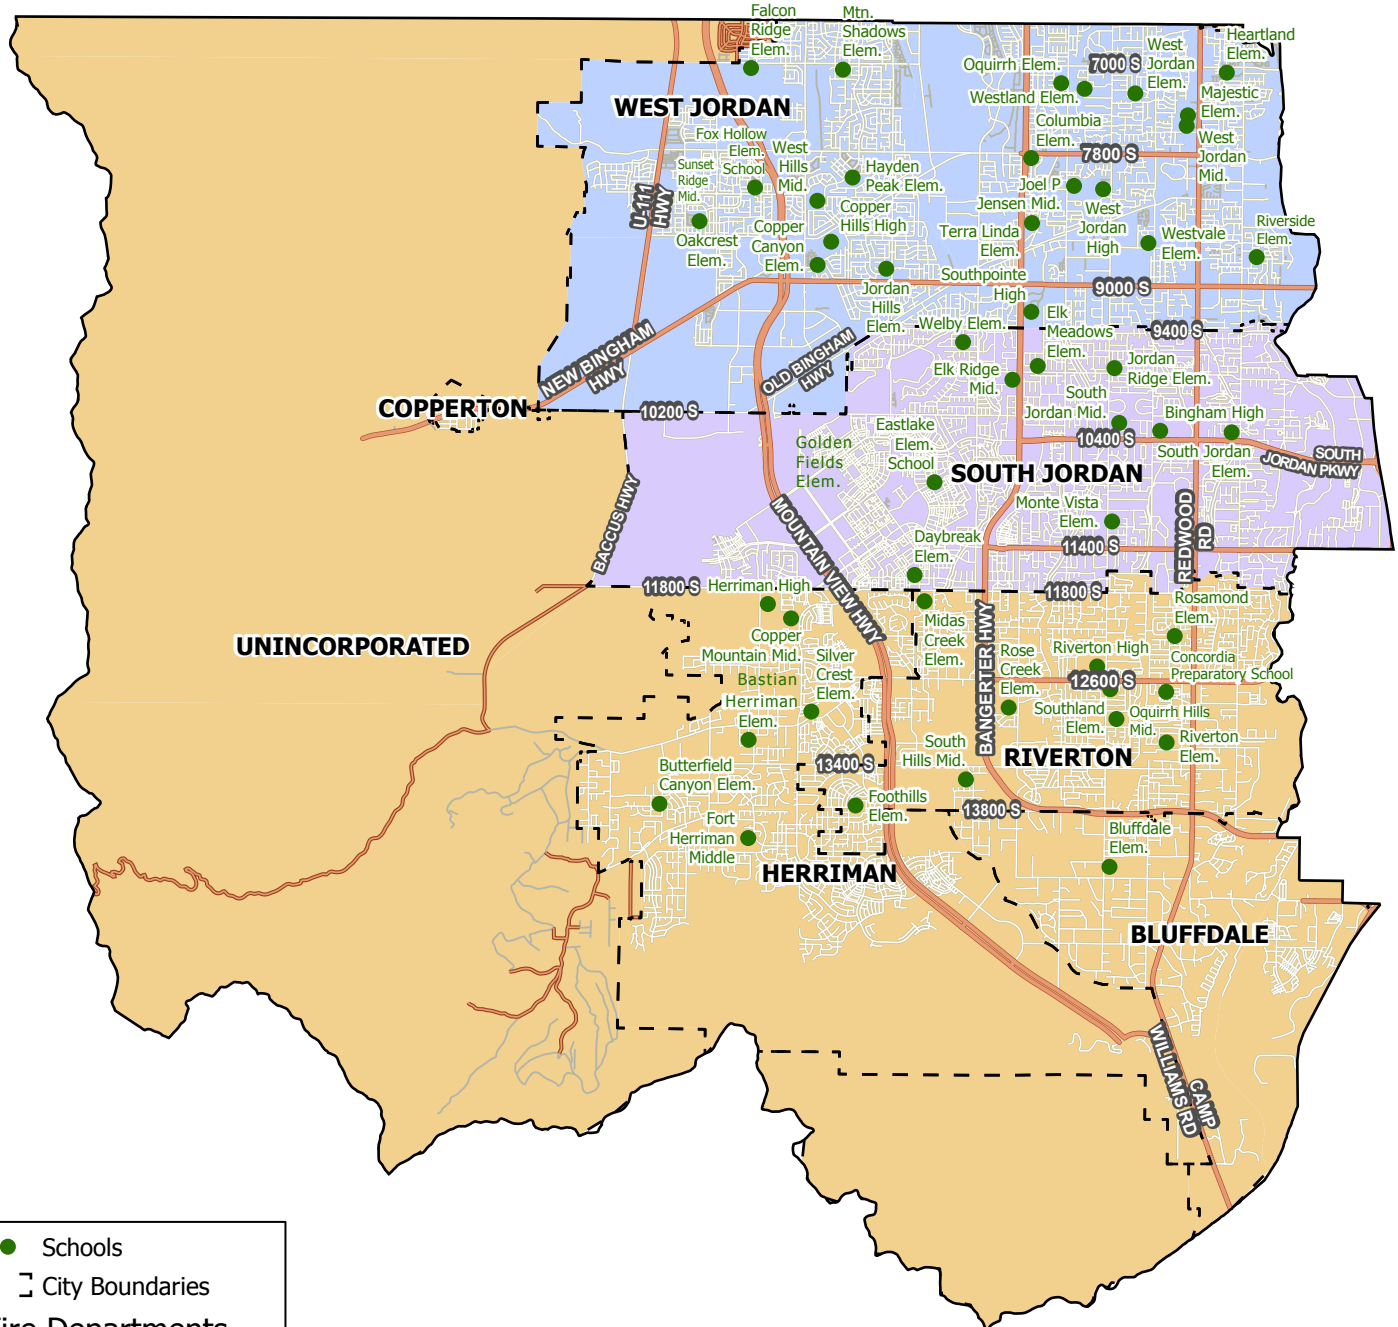 Falcon
Ridge
Elem.
Mtn.
Shadows
Elem.
Heartland
Elem.
West
Jordan
Elem.
Oquirrh Elem.
7000 S
Westland Elem.
Majestic
Elem.
WEST JORDAN
Columbia
Elem.
Fox Hollow
Elem.
School
West
Hills
Mid.
7800 S
West
Jordan
Mid.
Sunset
Ridge
Mid.
Hayden
Peak Elem.
Joel P
Jensen Mid.
U-111
HWY
Copper
Hills High
West
Jordan
High
Riverside
Elem.
Oakcrest
Elem.
Copper
Canyon
Elem.
Terra Linda
Elem.
Westvale
Elem.
Southpointe
High
Jordan
Hills
Elem.
9000 S
Welby Elem.
Elk
Meadows
Elem.
9400 S
NEW BINGHAM
HWY
OLD BINGHAM
HWY
Elk Ridge
Mid.
Jordan
Ridge Elem.
COPPERTON
10200 S
South
Jordan Mid.
Bingham High
Eastlake
Elem.
School
Golden
Fields
Elem.
10400 S
South Jordan
Elem.
SOUTH
JORDAN PKWY
SOUTH JORDAN
BACCUS HWY
MOUNTAIN VIEW HWY
Monte Vista
Elem.
REDWOOD
RD
Daybreak
Elem.
11400 S
11800 S
Herriman High
11800 S
Rosamond
Elem.
Midas
Creek
Elem.
BANGERTER HWY
UNINCORPORATED
Copper
Mountain Mid.
Silver
Crest
Elem.
Rose
Creek
Elem.
Riverton High
Concordia
Preparatory School
Bastian
12600 S
Herriman
Elem.
Southland
Elem.
Oquirrh Hills
Mid.
Riverton
Elem.
South
Hills Mid.
RIVERTON
Butterfield
Canyon Elem.
13400 S
Foothills
Elem.
13800 S
Fort
Herriman
Middle
Bluffdale
Elem.
HERRIMAN
BLUFFDALE
CAMP
WILLIAMS RD
Schools
City Boundaries